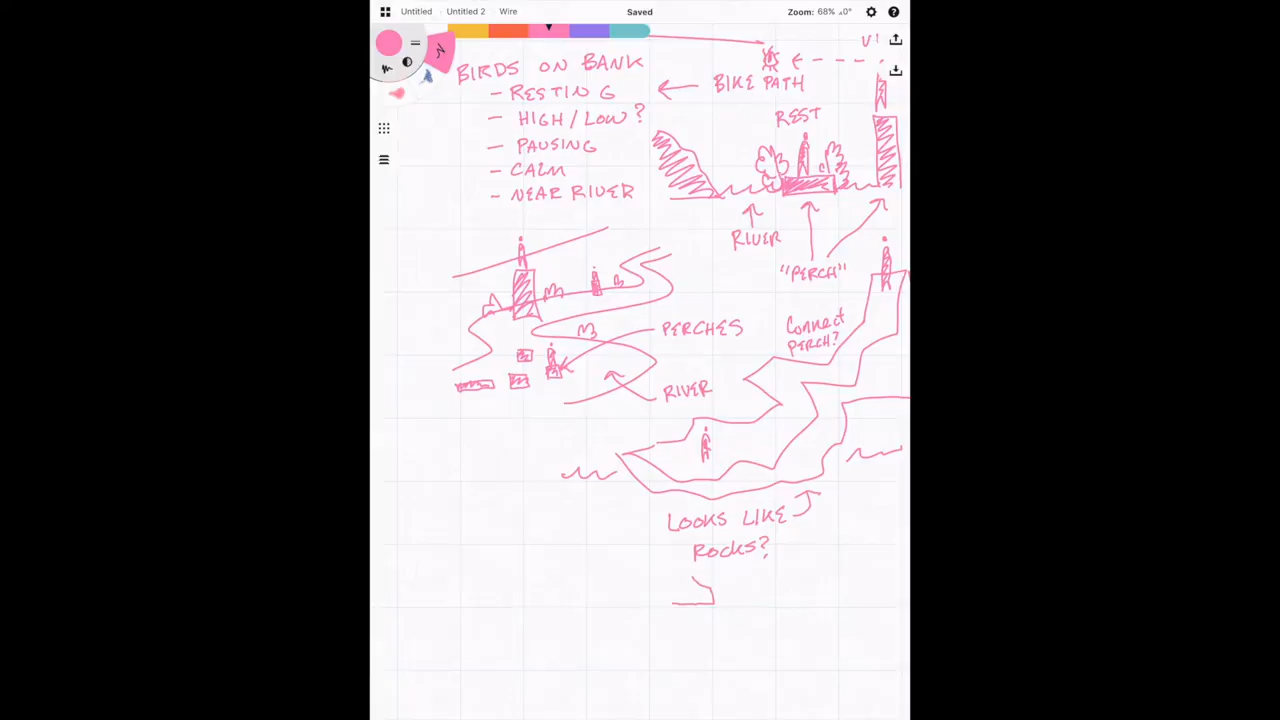 Untitled Untitled 2 Wire
Saved
Zoom: 68% ⊿0°
BIRDS ON BANK
- RESTING
- HIGH/LOW?
- PAUSING
- CALM
- NEAR RIVER
BIKE PATH
REST
RIVER
"PERCH"
Connect
PERCH?
PERCHES
RIVER
LOOKS LIKE
ROCKS?